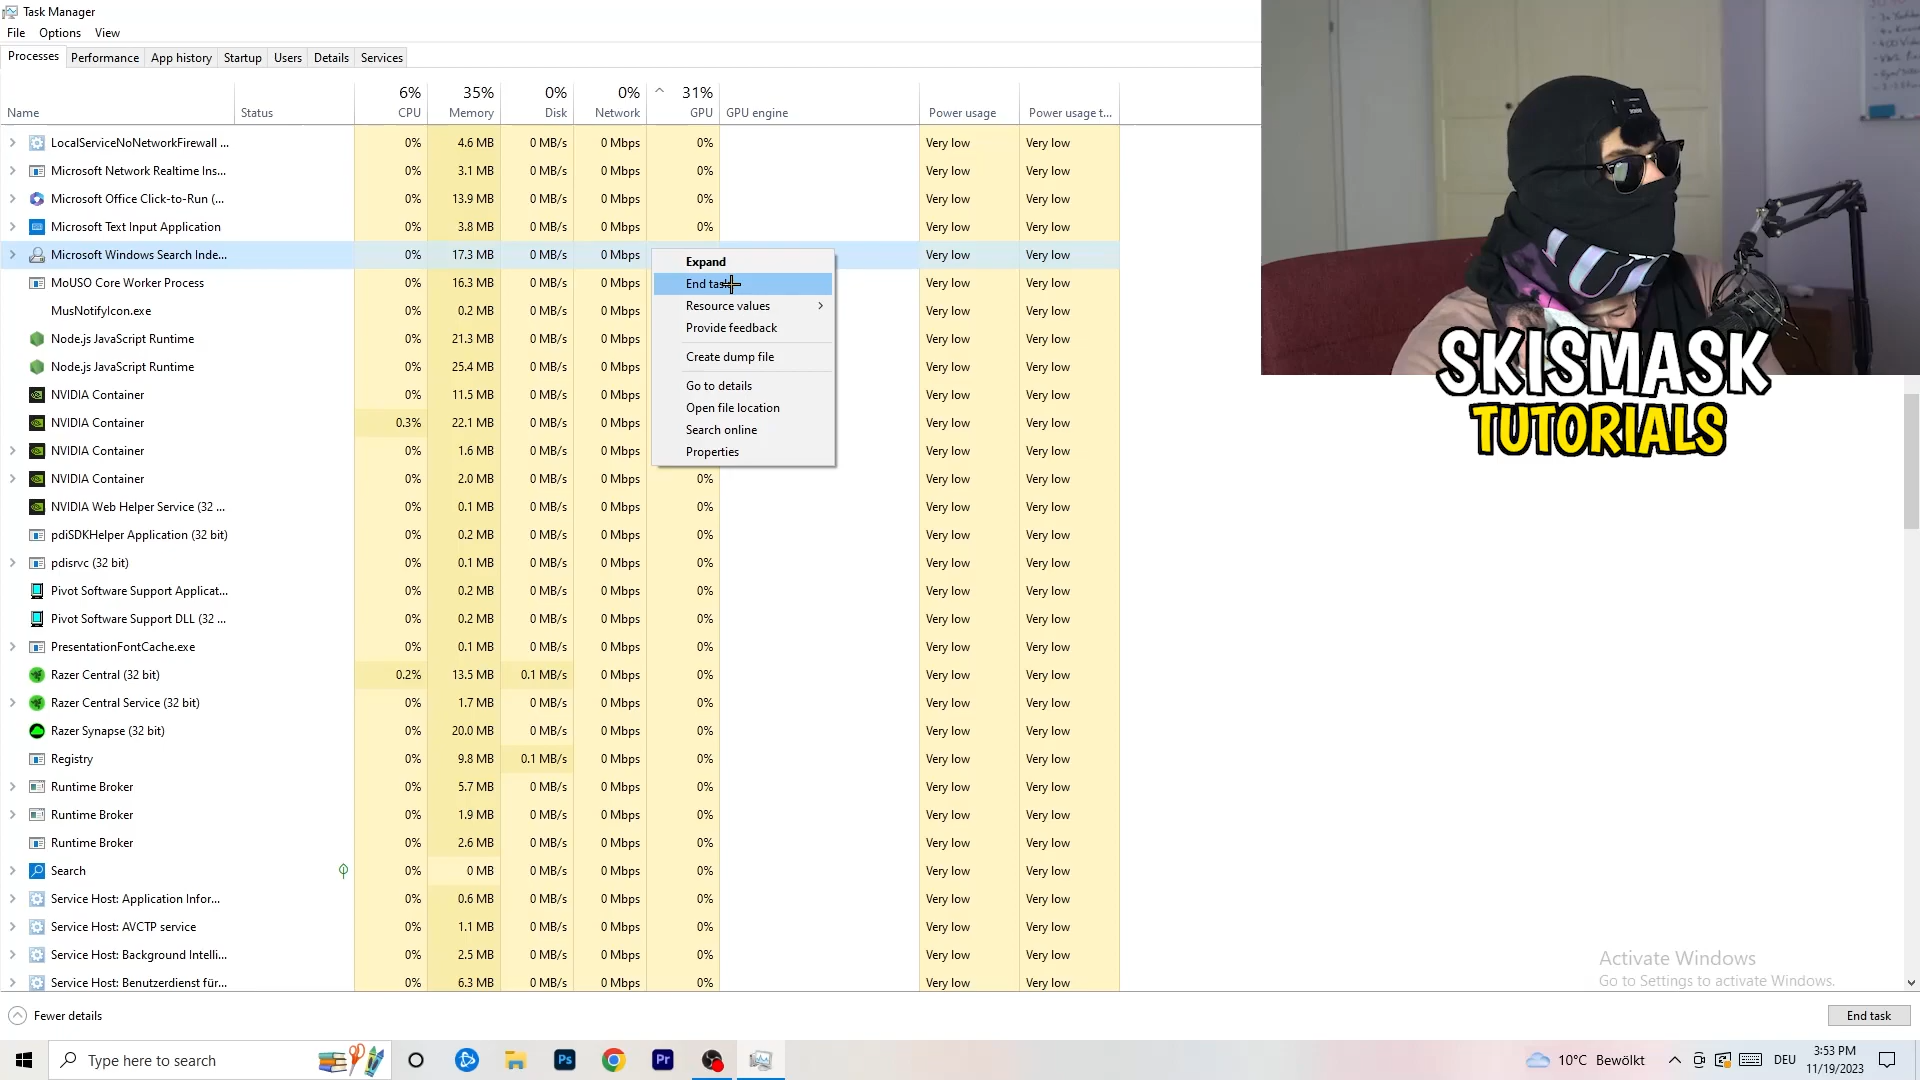 Task Manager
File Options View
Processes Performance App history Startup Users Details Services
6% 35% 0% 0% 31%
Name Status CPU Memory Disk Network GPU GPU engine Power usage Power usage t...
LocalServiceNoNetworkFirewall ... 0% 4.6 MB 0 MB/s 0 Mbps 0% Very low Very low
Microsoft Network Realtime Ins... 0% 3.1 MB 0 MB/s 0 Mbps 0% Very low Very low
Microsoft Office Click-to-Run (... 0% 13.9 MB 0 MB/s 0 Mbps 0% Very low Very low
Microsoft Text Input Application 0% 3.8 MB 0 MB/s 0 Mbps 0% Very low Very low
Microsoft Windows Search Inde... 0% 17.3 MB 0 MB/s 0 Mbps Very low Very low
MoUSO Core Worker Process 0% 16.3 MB 0 MB/s 0 Mbps Very low Very low
MusNotifyIcon.exe 0% 0.2 MB 0 MB/s 0 Mbps Very low Very low
Node.js JavaScript Runtime 0% 21.3 MB 0 MB/s 0 Mbps Very low Very low
Node.js JavaScript Runtime 0% 25.4 MB 0 MB/s 0 Mbps Very low Very low
NVIDIA Container 0% 11.5 MB 0 MB/s 0 Mbps Very low Very low
NVIDIA Container 0.3% 22.1 MB 0 MB/s 0 Mbps Very low Very low
NVIDIA Container 0% 1.6 MB 0 MB/s 0 Mbps Very low Very low
NVIDIA Container 0% 2.0 MB 0 MB/s 0 Mbps 0% Very low Very low
NVIDIA Web Helper Service (32 ... 0% 0.1 MB 0 MB/s 0 Mbps 0% Very low Very low
pdiSDKHelper Application (32 bit) 0% 0.2 MB 0 MB/s 0 Mbps 0% Very low Very low
pdisrvc (32 bit) 0% 0.1 MB 0 MB/s 0 Mbps 0% Very low Very low
Pivot Software Support Applicat... 0% 0.2 MB 0 MB/s 0 Mbps 0% Very low Very low
Pivot Software Support DLL (32 ... 0% 0.2 MB 0 MB/s 0 Mbps 0% Very low Very low
PresentationFontCache.exe 0% 0.1 MB 0 MB/s 0 Mbps 0% Very low Very low
Razer Central (32 bit) 0.2% 13.5 MB 0.1 MB/s 0 Mbps 0% Very low Very low
Razer Central Service (32 bit) 0% 1.7 MB 0 MB/s 0 Mbps 0% Very low Very low
Razer Synapse (32 bit) 0% 20.0 MB 0 MB/s 0 Mbps 0% Very low Very low
Registry 0% 9.8 MB 0.1 MB/s 0 Mbps 0% Very low Very low
Runtime Broker 0% 5.7 MB 0 MB/s 0 Mbps 0% Very low Very low
Runtime Broker 0% 1.9 MB 0 MB/s 0 Mbps 0% Very low Very low
Runtime Broker 0% 2.6 MB 0 MB/s 0 Mbps 0% Very low Very low
Search 0% 0 MB 0 MB/s 0 Mbps 0% Very low Very low
Service Host: Application Infor... 0% 0.6 MB 0 MB/s 0 Mbps 0% Very low Very low
Service Host: AVCTP service 0% 1.1 MB 0 MB/s 0 Mbps 0% Very low Very low
Service Host: Background Intelli... 0% 2.5 MB 0 MB/s 0 Mbps 0% Very low Very low
Service Host: Benutzerdienst für... 0% 6.3 MB 0 MB/s 0 Mbps 0% Very low Very low
Expand
End
Resource values
Provide feedback
Create dump file
Go to details
Open file location
Search online
Properties
SKISMASK
TUTORIALS
Activate Windows
Go to Settings to activate Windows.
Fewer details
End task
Type here to search
Ps
Pr
10°C Bewölkt
DEU
3:53 PM
11/19/2023